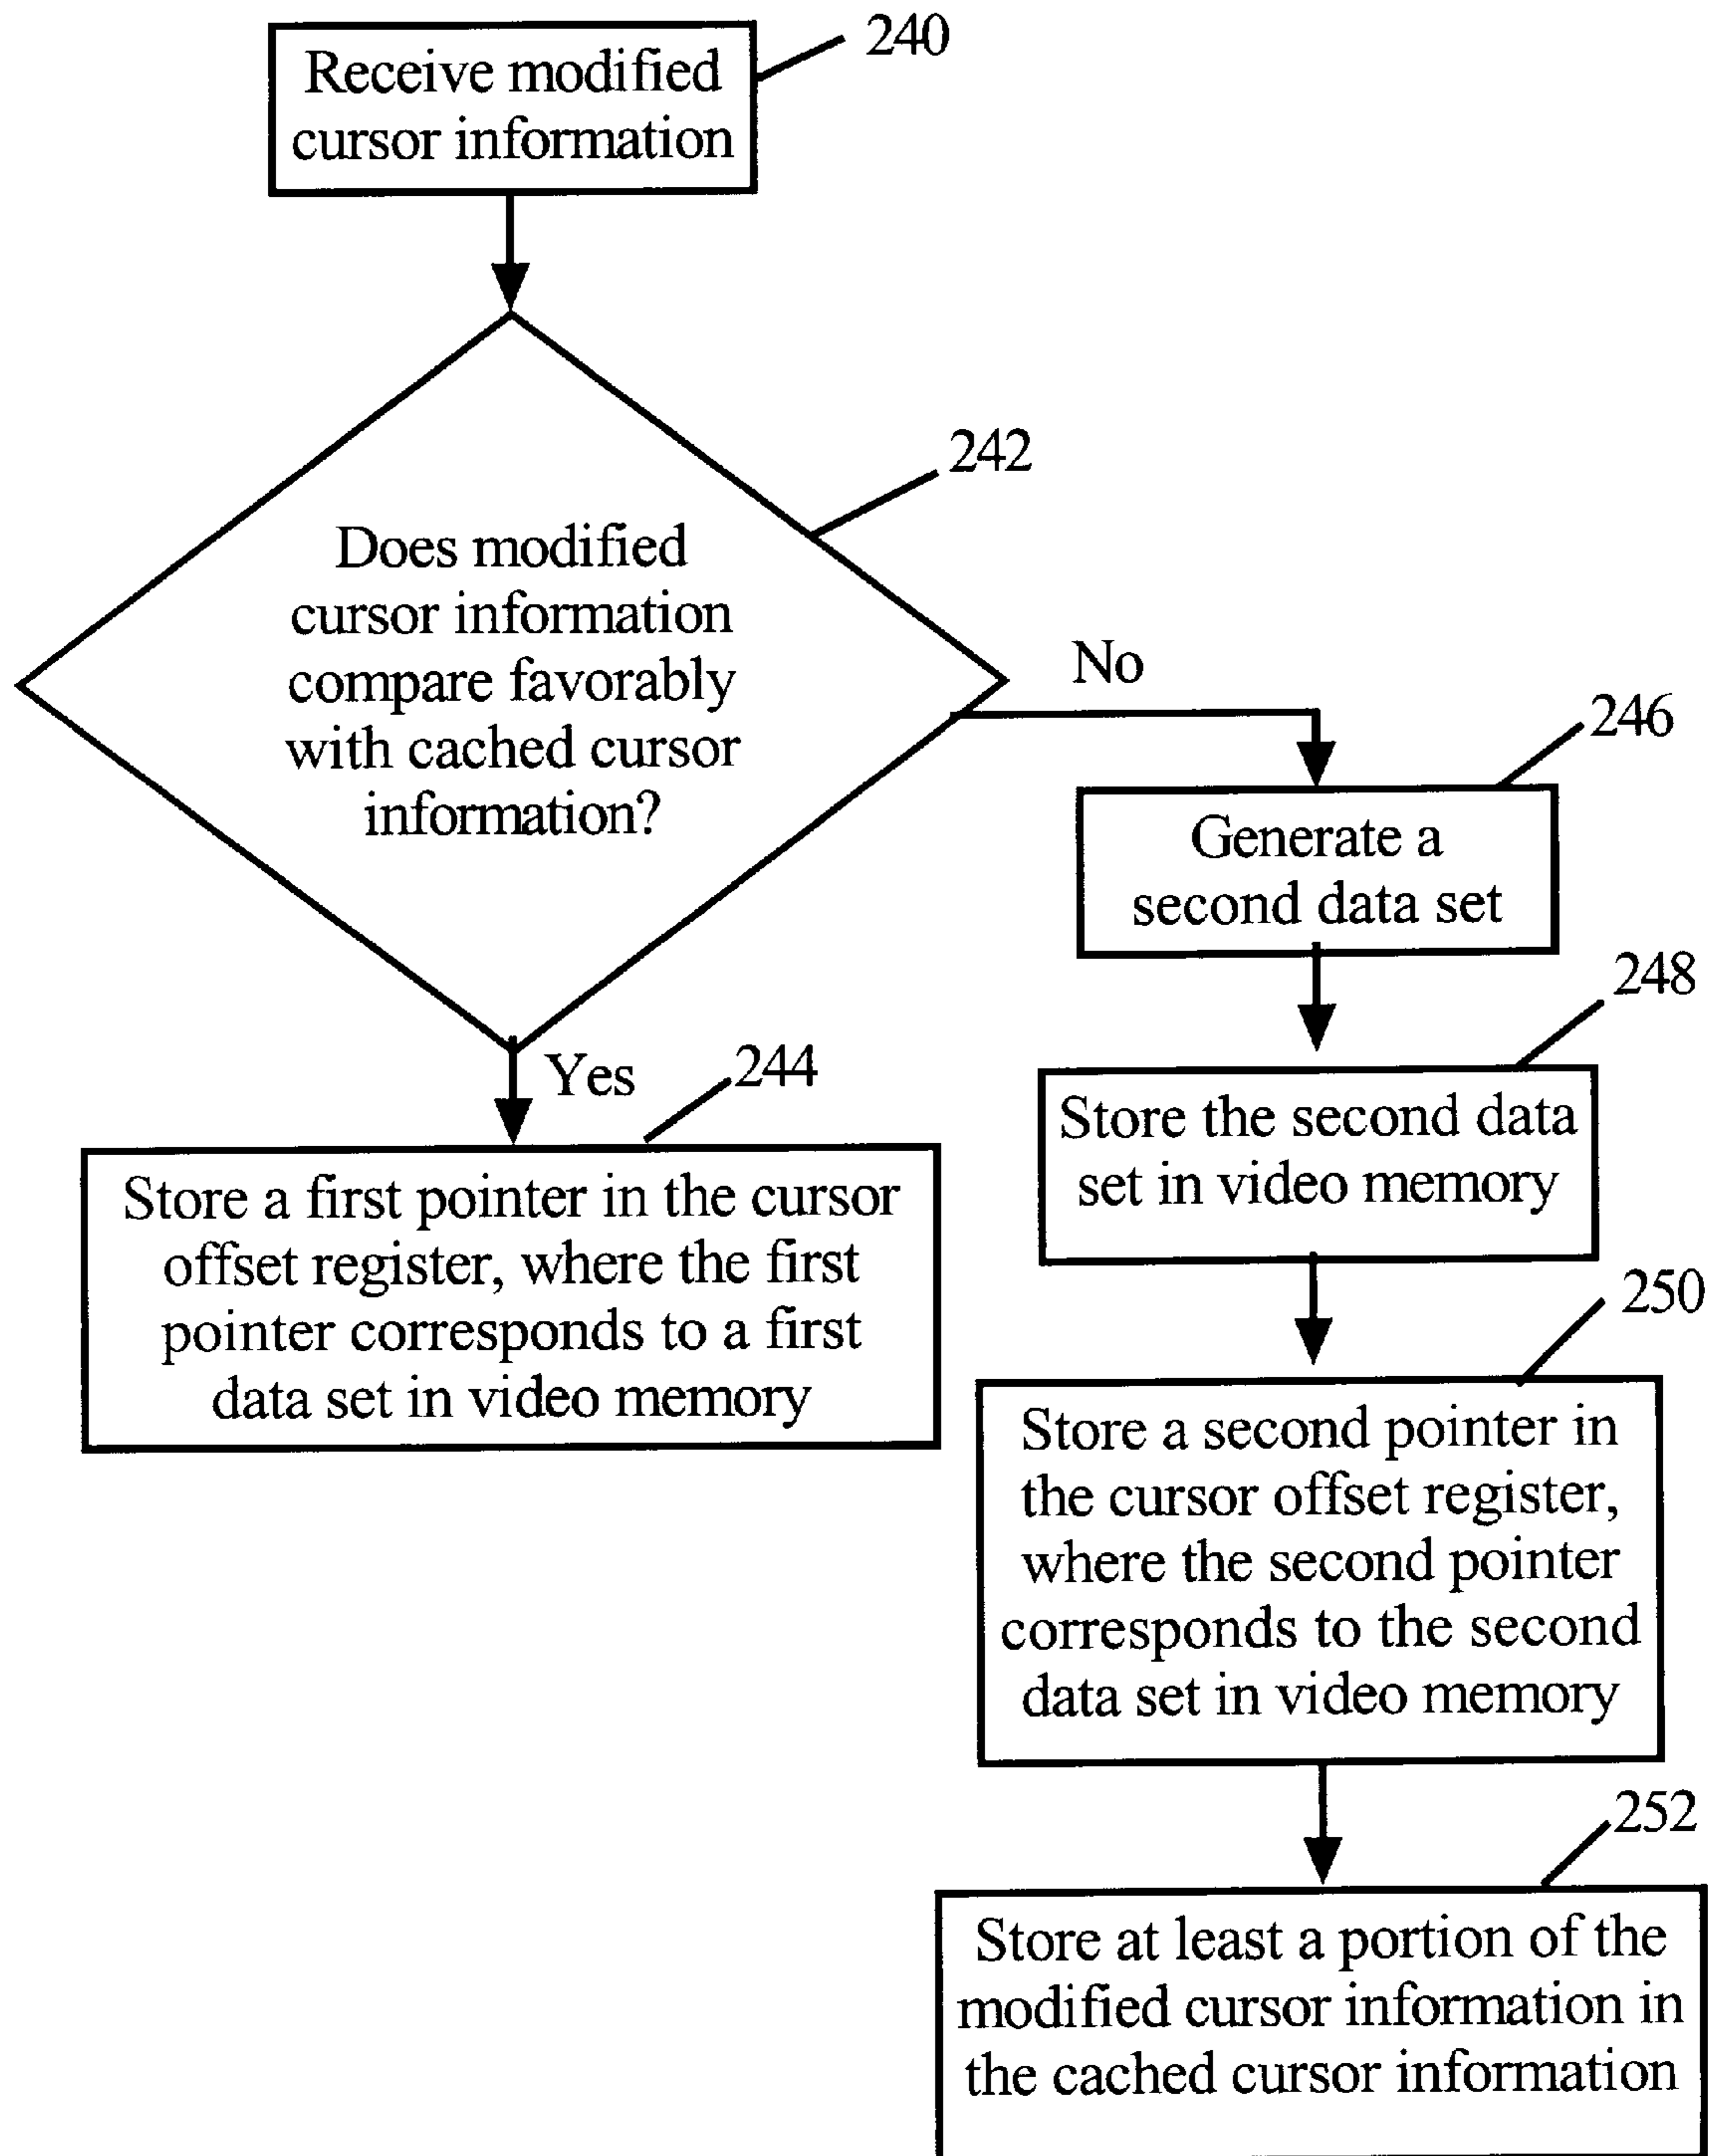 240
Receive modified
cursor information
242
Does modified
cursor information
compare favorably
with cached cursor
information?
No
246
Generate a
second data set
248
Store the second data
set in video memory
Yes
244
Store a first pointer in the cursor
offset register, where the first
pointer corresponds to a first
data set in video memory
250
Store a second pointer in
the cursor offset register,
where the second pointer
corresponds to the second
data set in video memory
252
Store at least a portion of the
modified cursor information in
the cached cursor information